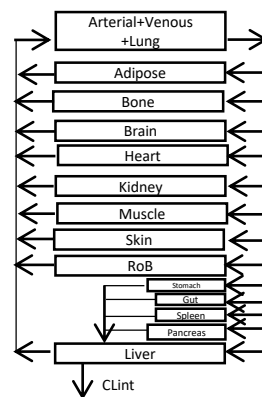 Arterial+Venous
+Lung
Adipose
Bone
Brain
Heart
Kidney
Muscle
Skin
RoB
Stomach
Gut
Spleen
Pancreas
Liver
CLint